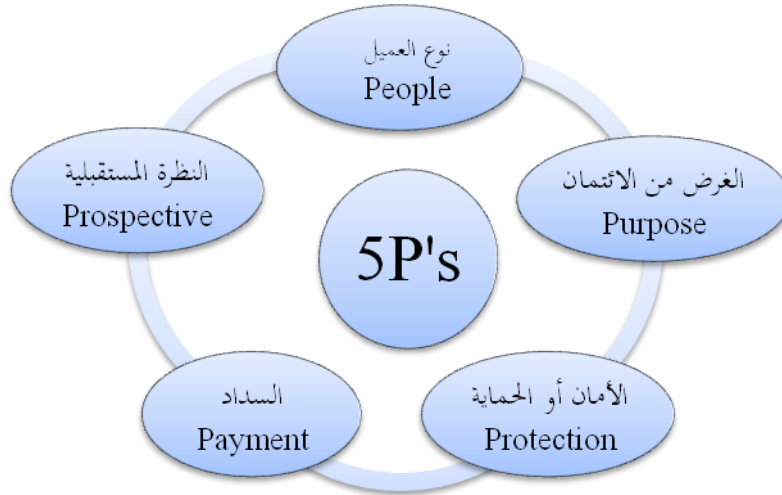 نوع العميل
People
النظرة المستقبلية
Prospective
الغرض من الائتمان
Purpose
5P's
السداد
Payment
الأمان أو الحماية
Protection